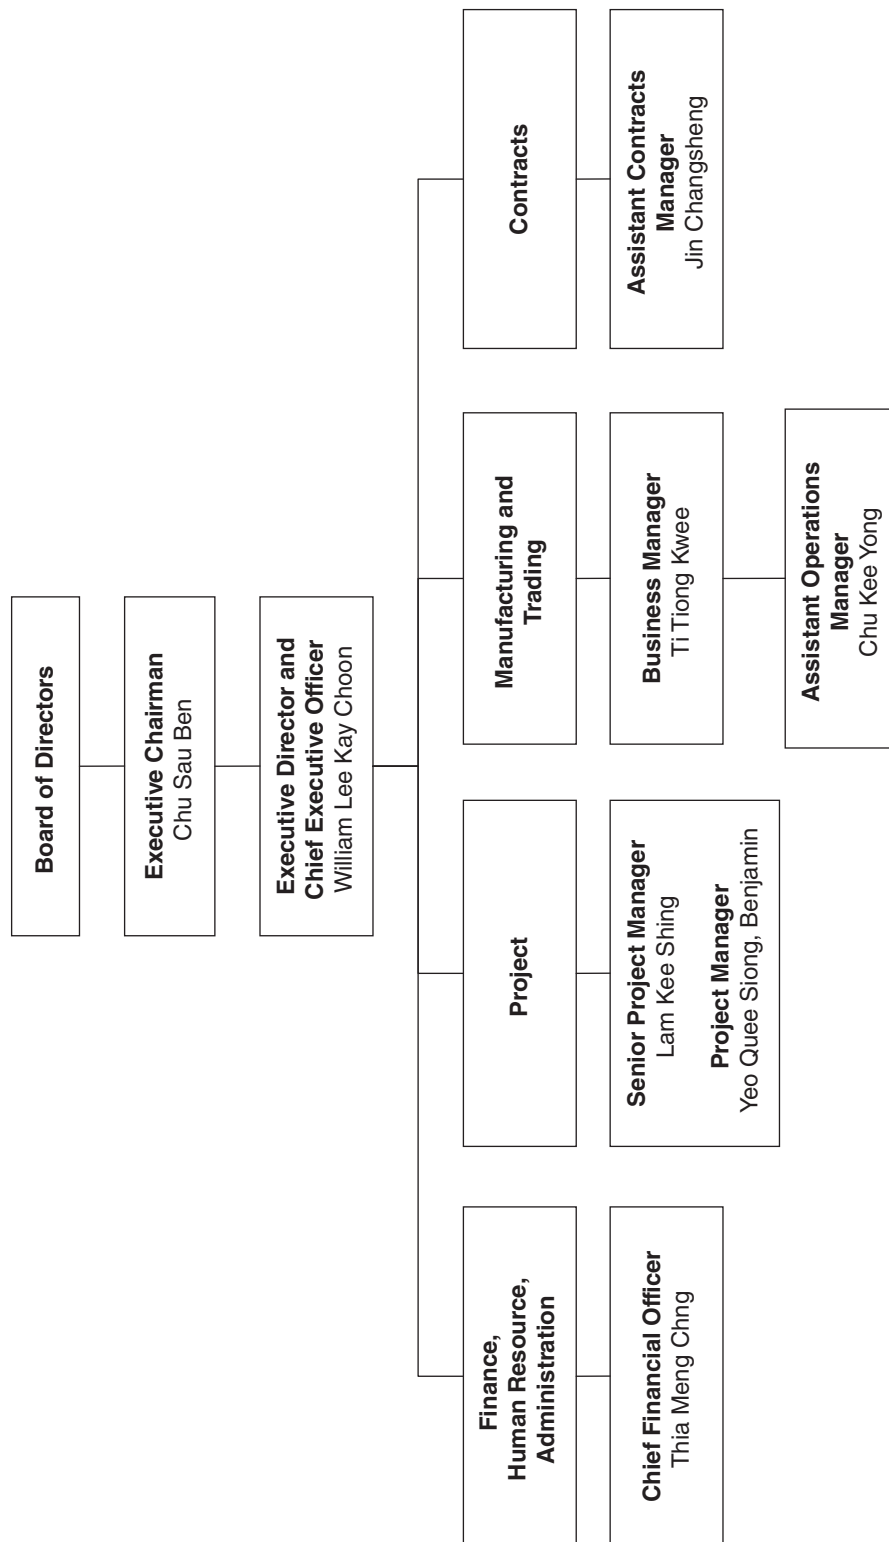 Board of Directors
Executive Chairman
Chu Sau Ben
Executive Director and
Chief Executive Officer
William Lee Kay Choon
Finance,
Human Resource,
Administration
Chief Financial Officer
Thia Meng Chng
Project
Senior Project Manager
Lam Kee Shing
Project Manager
Yeo Quee Siong, Benjamin
Manufacturing and
Trading
Business Manager
Ti Tiong Kwee
Assistant Operations
Manager
Chu Kee Yong
Contracts
Assistant Contracts
Manager
Jin Changsheng